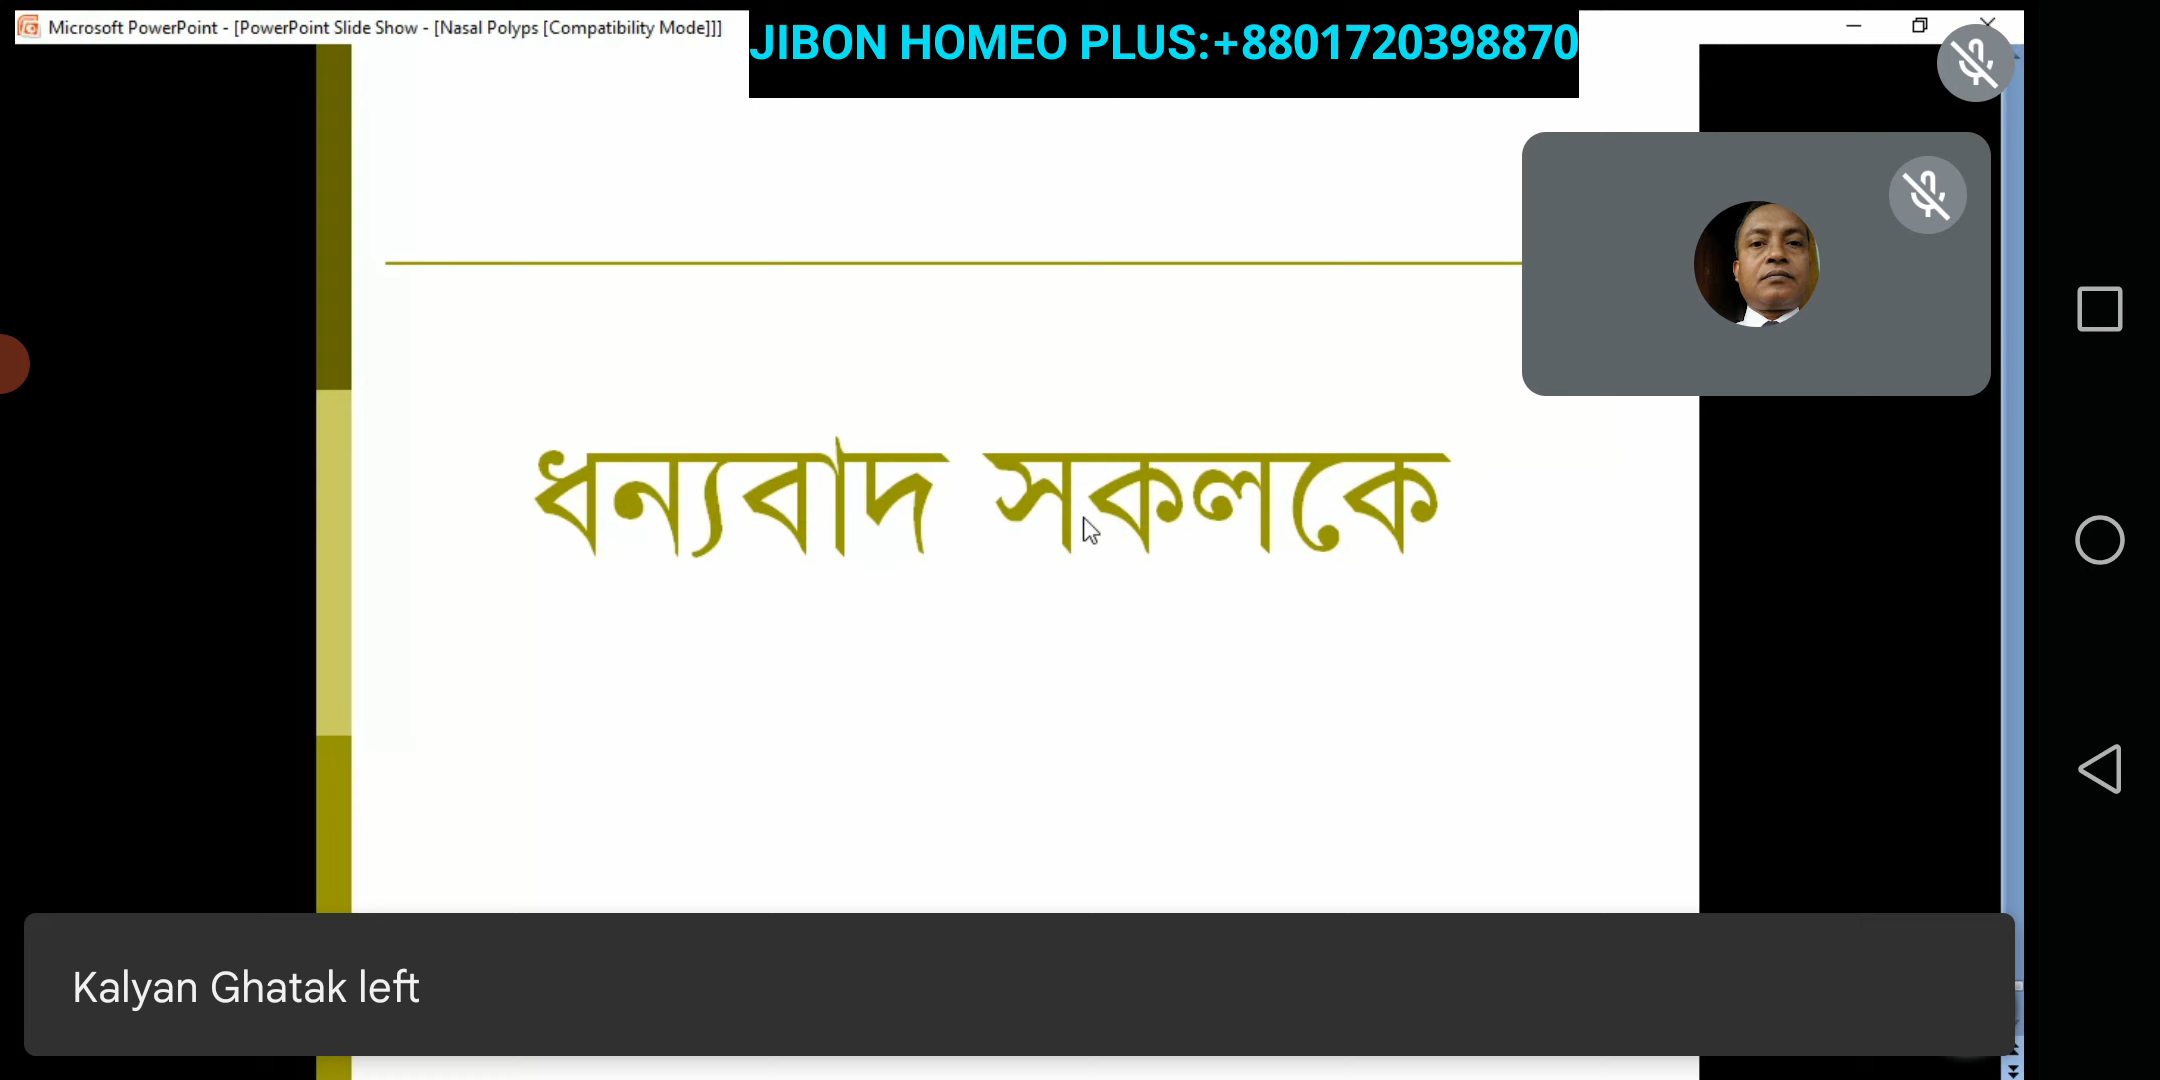 Microsoft PowerPoint - [PowerPoint Slide Show - [Nasal Polyps [Compatibility Mode]]]
JIBON HOMEO PLUS:+8801720398870
ধন্যবাদ সকলকে
Kalyan Ghatak left